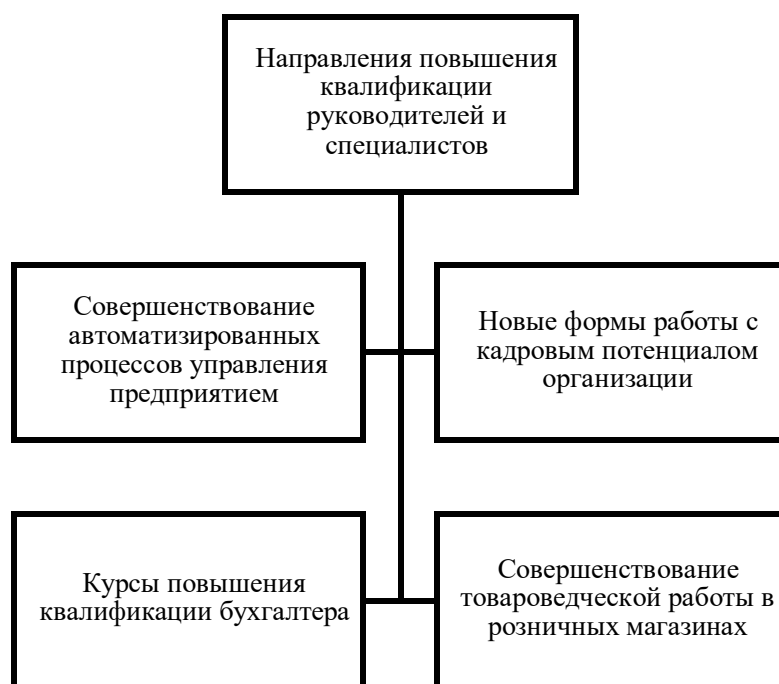 Направления повышения
квалификации
руководителей и
специалистов
Совершенствование
автоматизированных
процессов управления
предприятием
Новые формы работы с
кадровым потенциалом
организации
Курсы повышения
квалификации бухгалтера
Совершенствование
товароведческой работы в
розничных магазинах